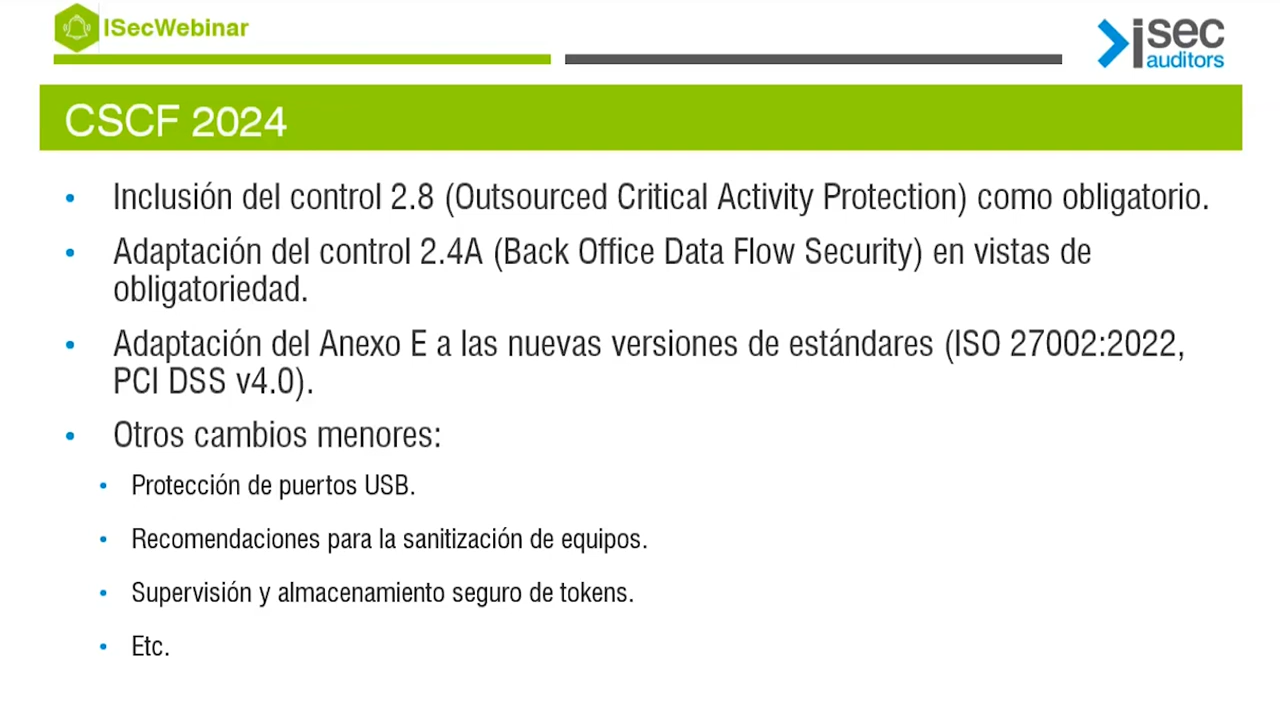 ISecWebinar
isec
auditors
CSCF 2024
• Inclusión del control 2.8 (Outsourced Critical Activity Protection) como obligatorio.
• Adaptación del control 2.4A (Back Office Data Flow Security) en vistas de
obligatoriedad.
• Adaptación del Anexo E a las nuevas versiones de estándares (ISO 27002:2022,
PCI DSS v4.0).
• Otros cambios menores:
• Protección de puertos USB.
• Recomendaciones para la sanitización de equipos.
• Supervisión y almacenamiento seguro de tokens.
• Etc.